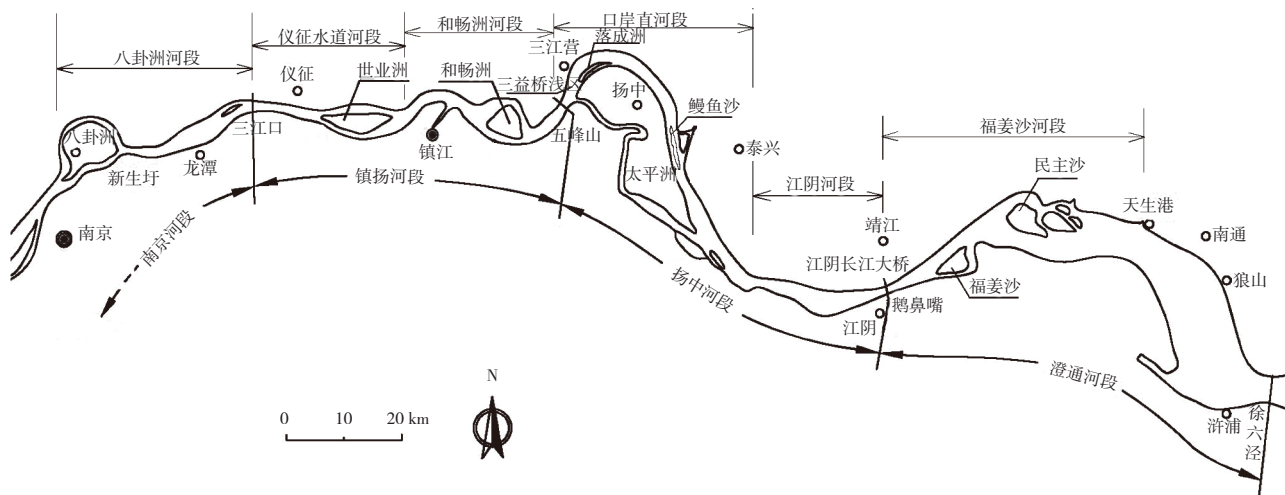 八卦洲河段
仪征水道河段
和畅洲河段
口岸直河段
三江营
落成洲
仪征
世业洲
和畅洲
三益桥浅区
扬中
鳗鱼沙
福姜沙河段
八卦洲
三江口
镇江
五峰山
泰兴
新生圩
龙潭
镇扬河段
太平洲
江阴河段
民主沙
南京
南京河段
靖江
天生港
南通
扬中河段
江阴长江大桥
福姜沙
狼山
鹅鼻嘴
江阴
澄通河段
N
0 10 20 km
浒浦
徐六泾